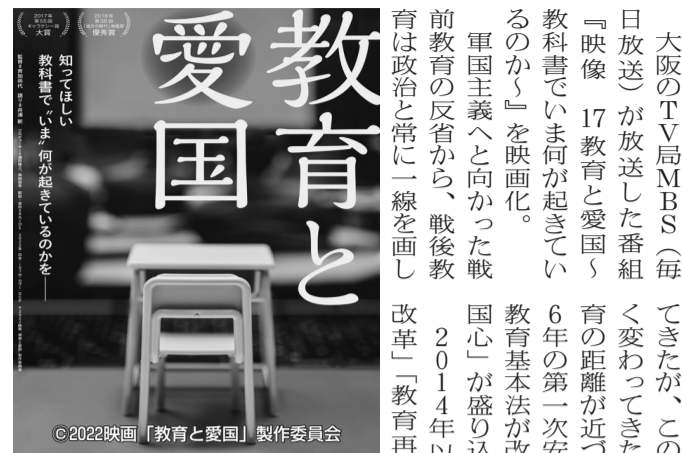 2017年
第55回
ギャラクシー賞
大賞
2018年
第38回
「地方の時代」映像祭
優秀賞
教育と
愛国
知ってほしい
教科書で“いま”何が起きているのかを――
©2022映画「教育と愛国」製作委員会
大阪のTV局MBS（毎
日放送）が放送した番組
『映像　17教育と愛国～
教科書でいま何が起きてい
るのか～』を映画化。
軍国主義へと向かった戦
前教育の反省から、戦後教
育は政治と常に一線を画し
てきたが、この
く変わってきた
育の距離が近づ
6年の第一次安
教育基本法が改
国心」が盛り込
2014年以
改革」「教育再